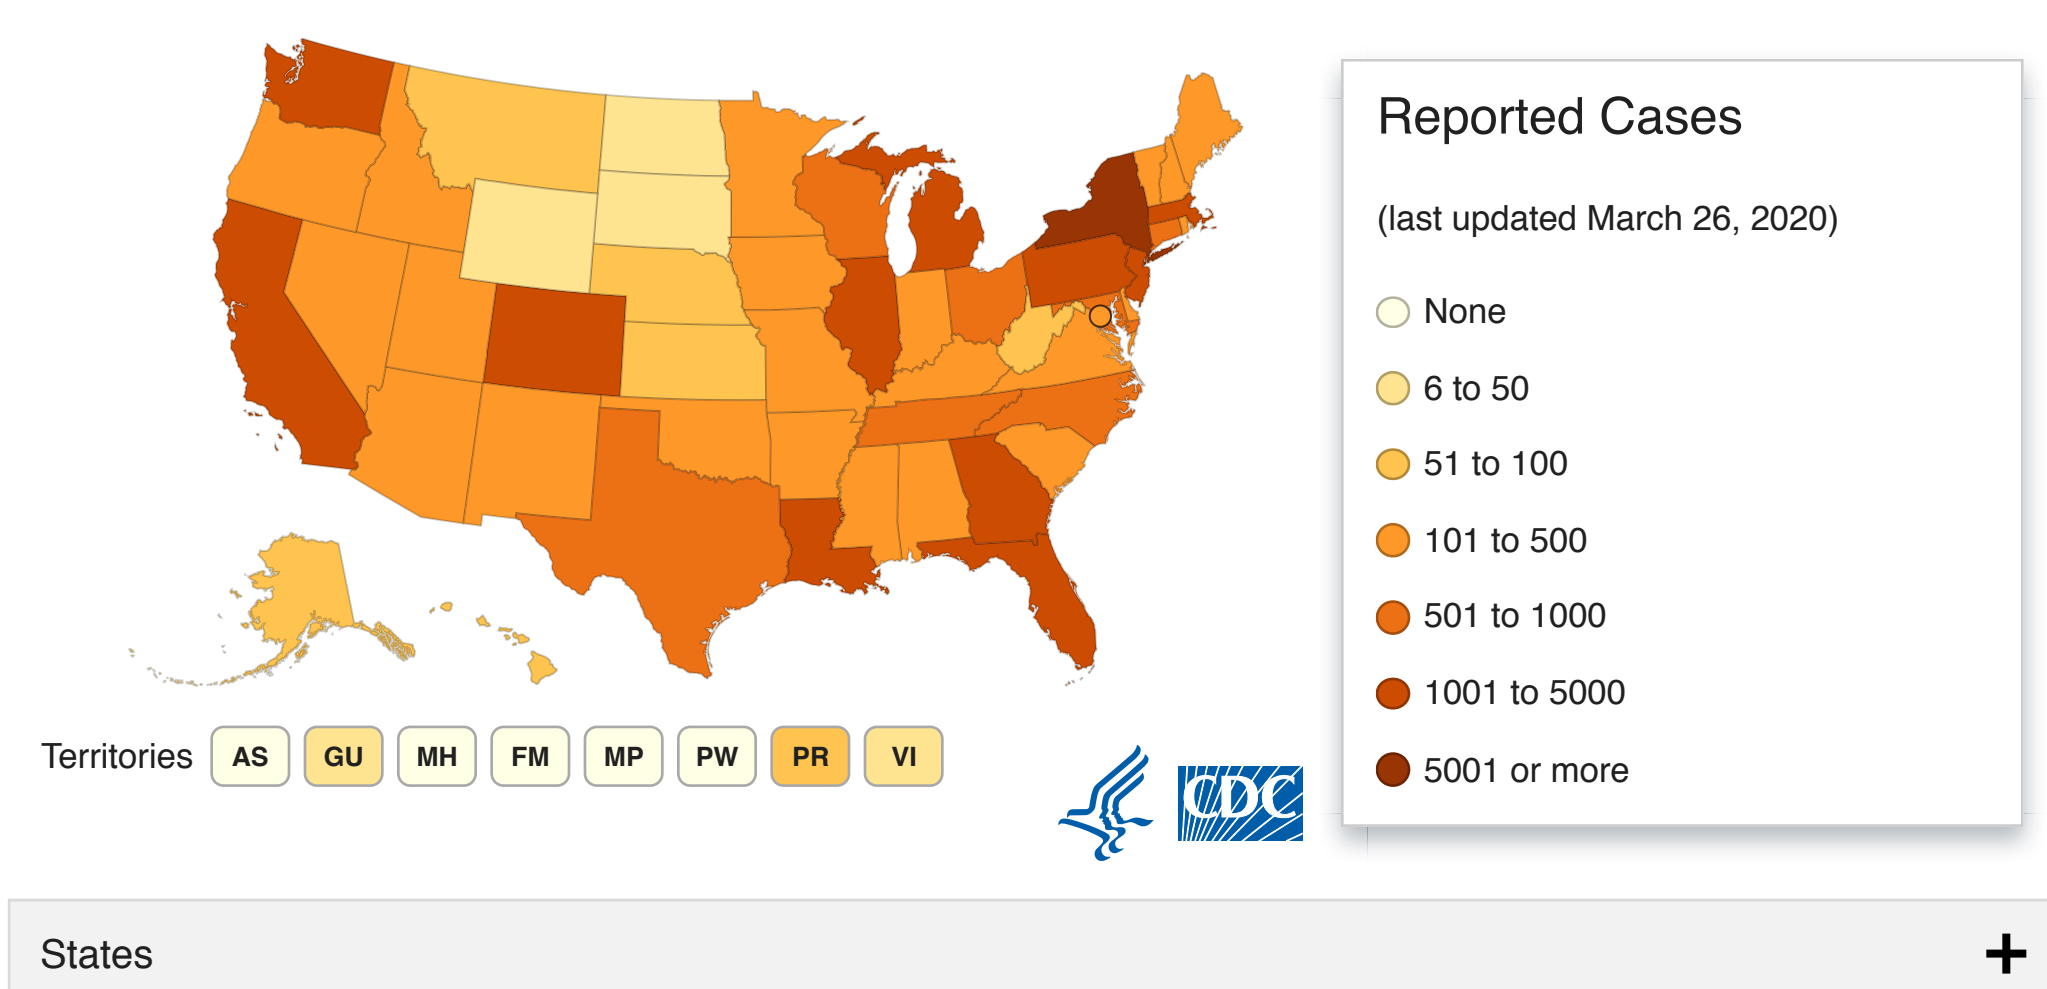 Reported Cases
(last updated March 26, 2020)
None
6 to 50
51 to 100
101 to 500
501 to 1000
1001 to 5000
5001 or more
Territories AS GU MH FM MP PW PR VI
CDC
States +